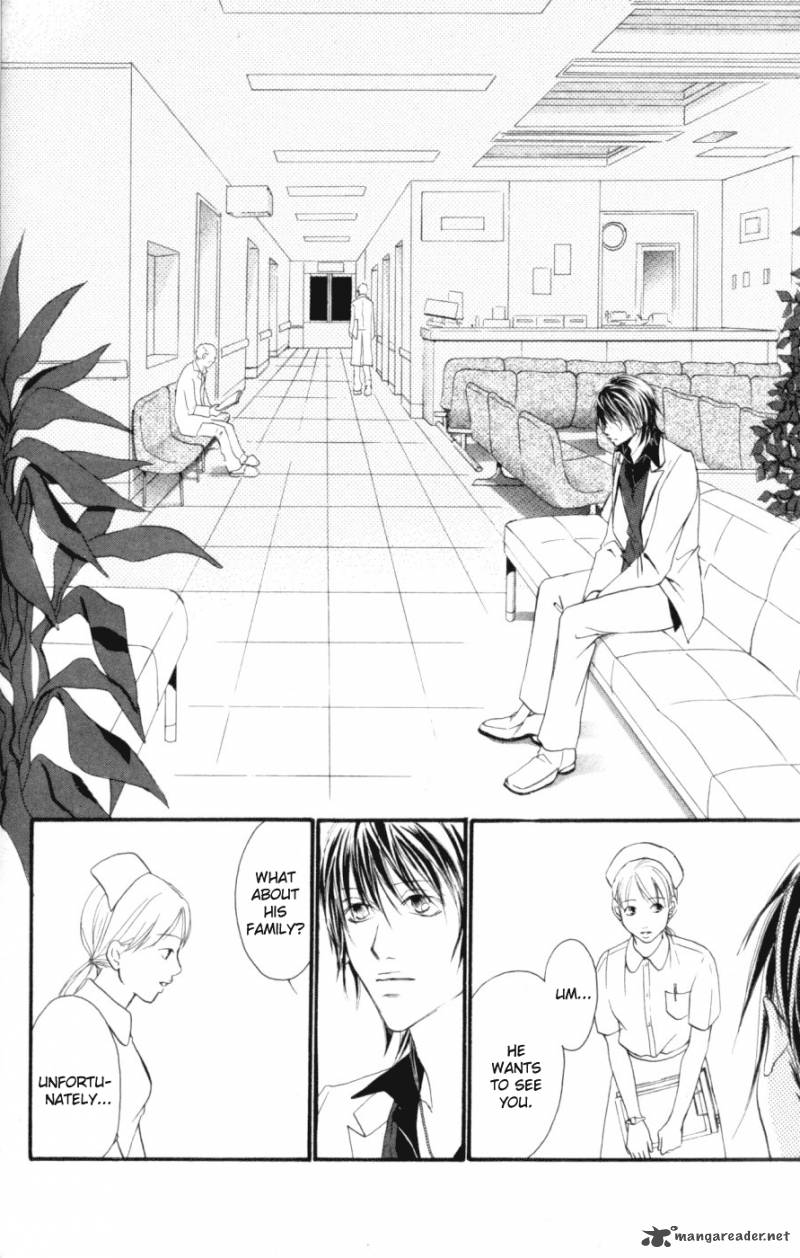 UM...
HE
WANTS
TO SEE
YOU.
WHAT
ABOUT
HIS
FAMILY?
UNFORTU-
NATELY...
mangareader.net